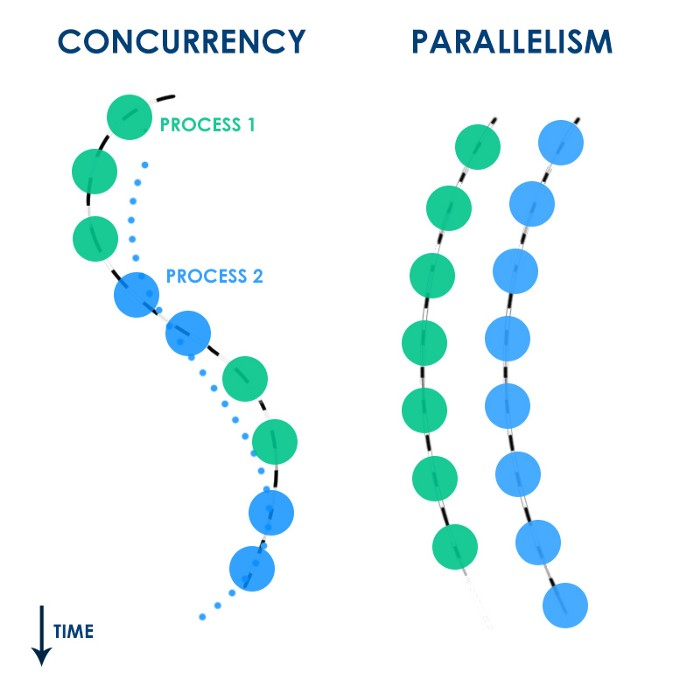 CONCURRENCY
PARALLELISM
PROCESS 1
PROCESS 2
TIME